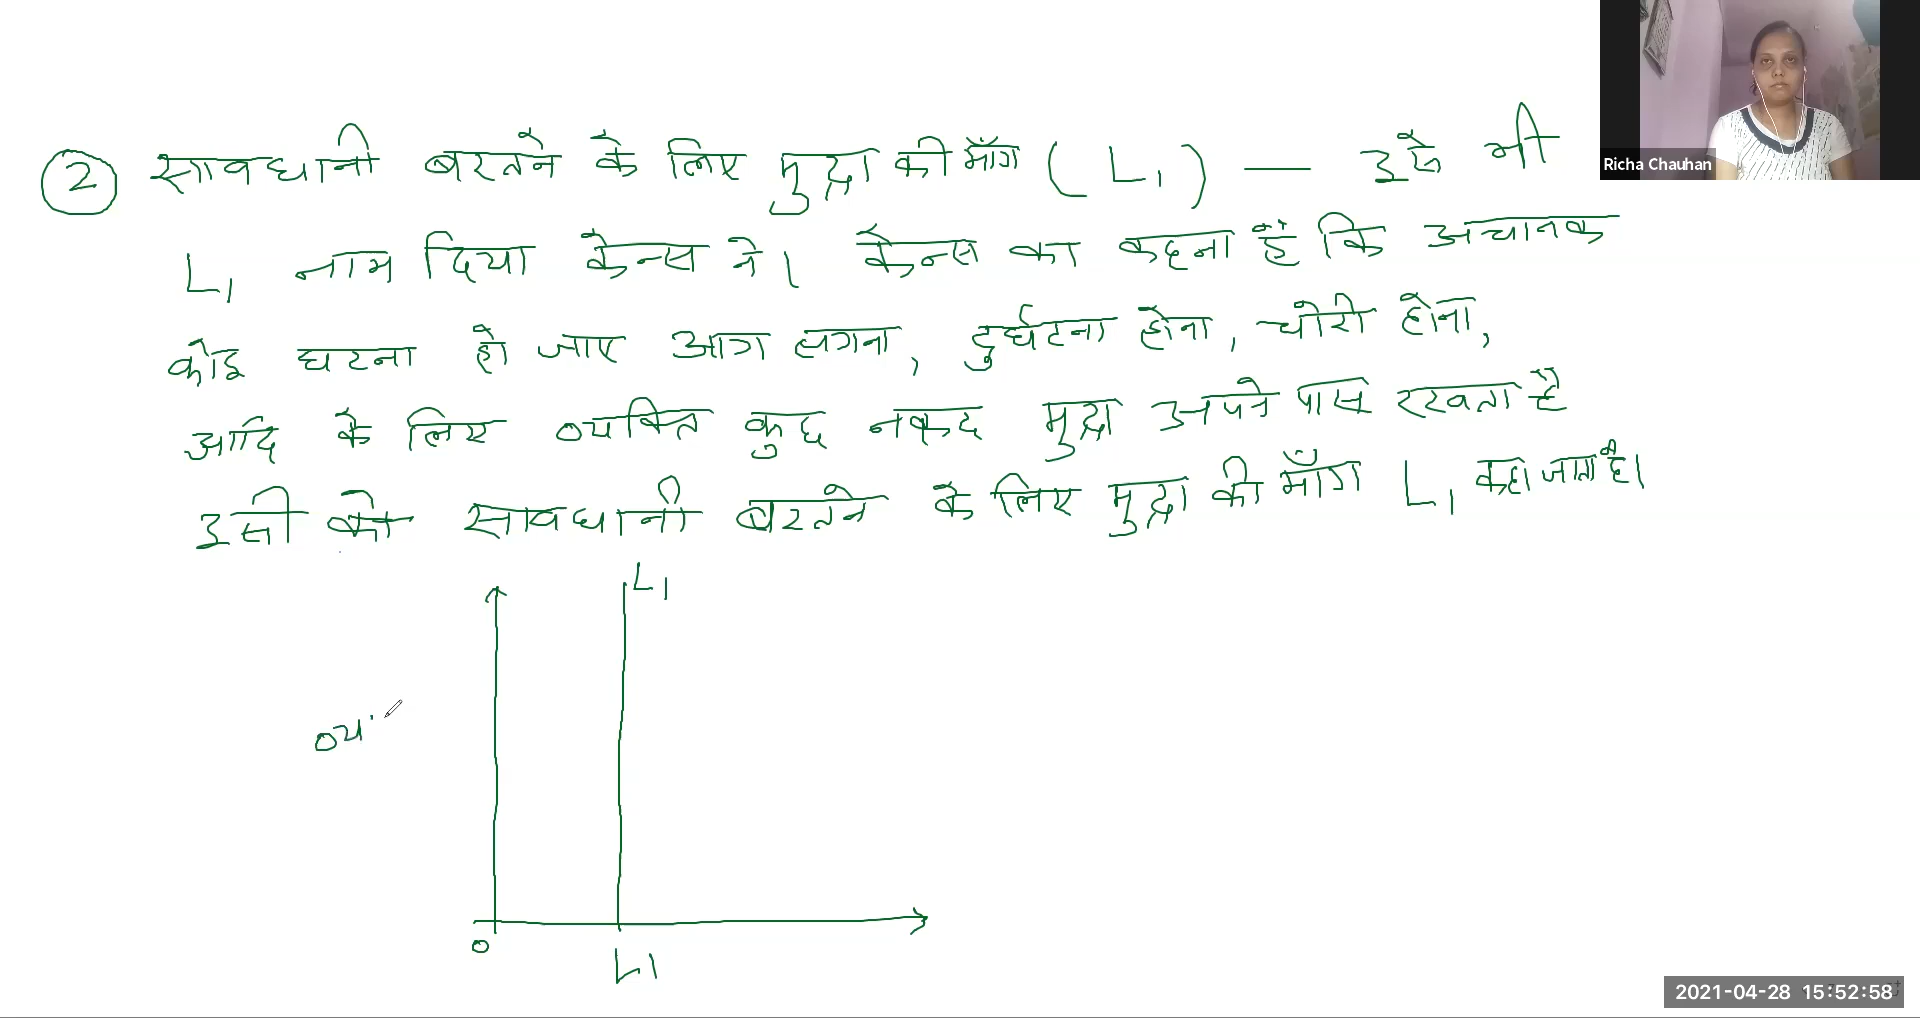 ② सावधानी बरतने के लिए मुद्रा की माँग (L1) — इसे भी
L1 नाम दिया केन्स ने। केन्स का कहना है कि अचानक
कोइ घटना हो जाए आग लगना, दुर्घटना होना, चोरी होना,
आदि के लिए व्यक्ति कुछ नकद मुद्रा अपने पास रखता है
इसी को सावधानी बरतने के लिए मुद्रा की माँग L1 कहा जाता है।
L1
0
L1
Richa Chauhan
2021-04-28 15:52:58